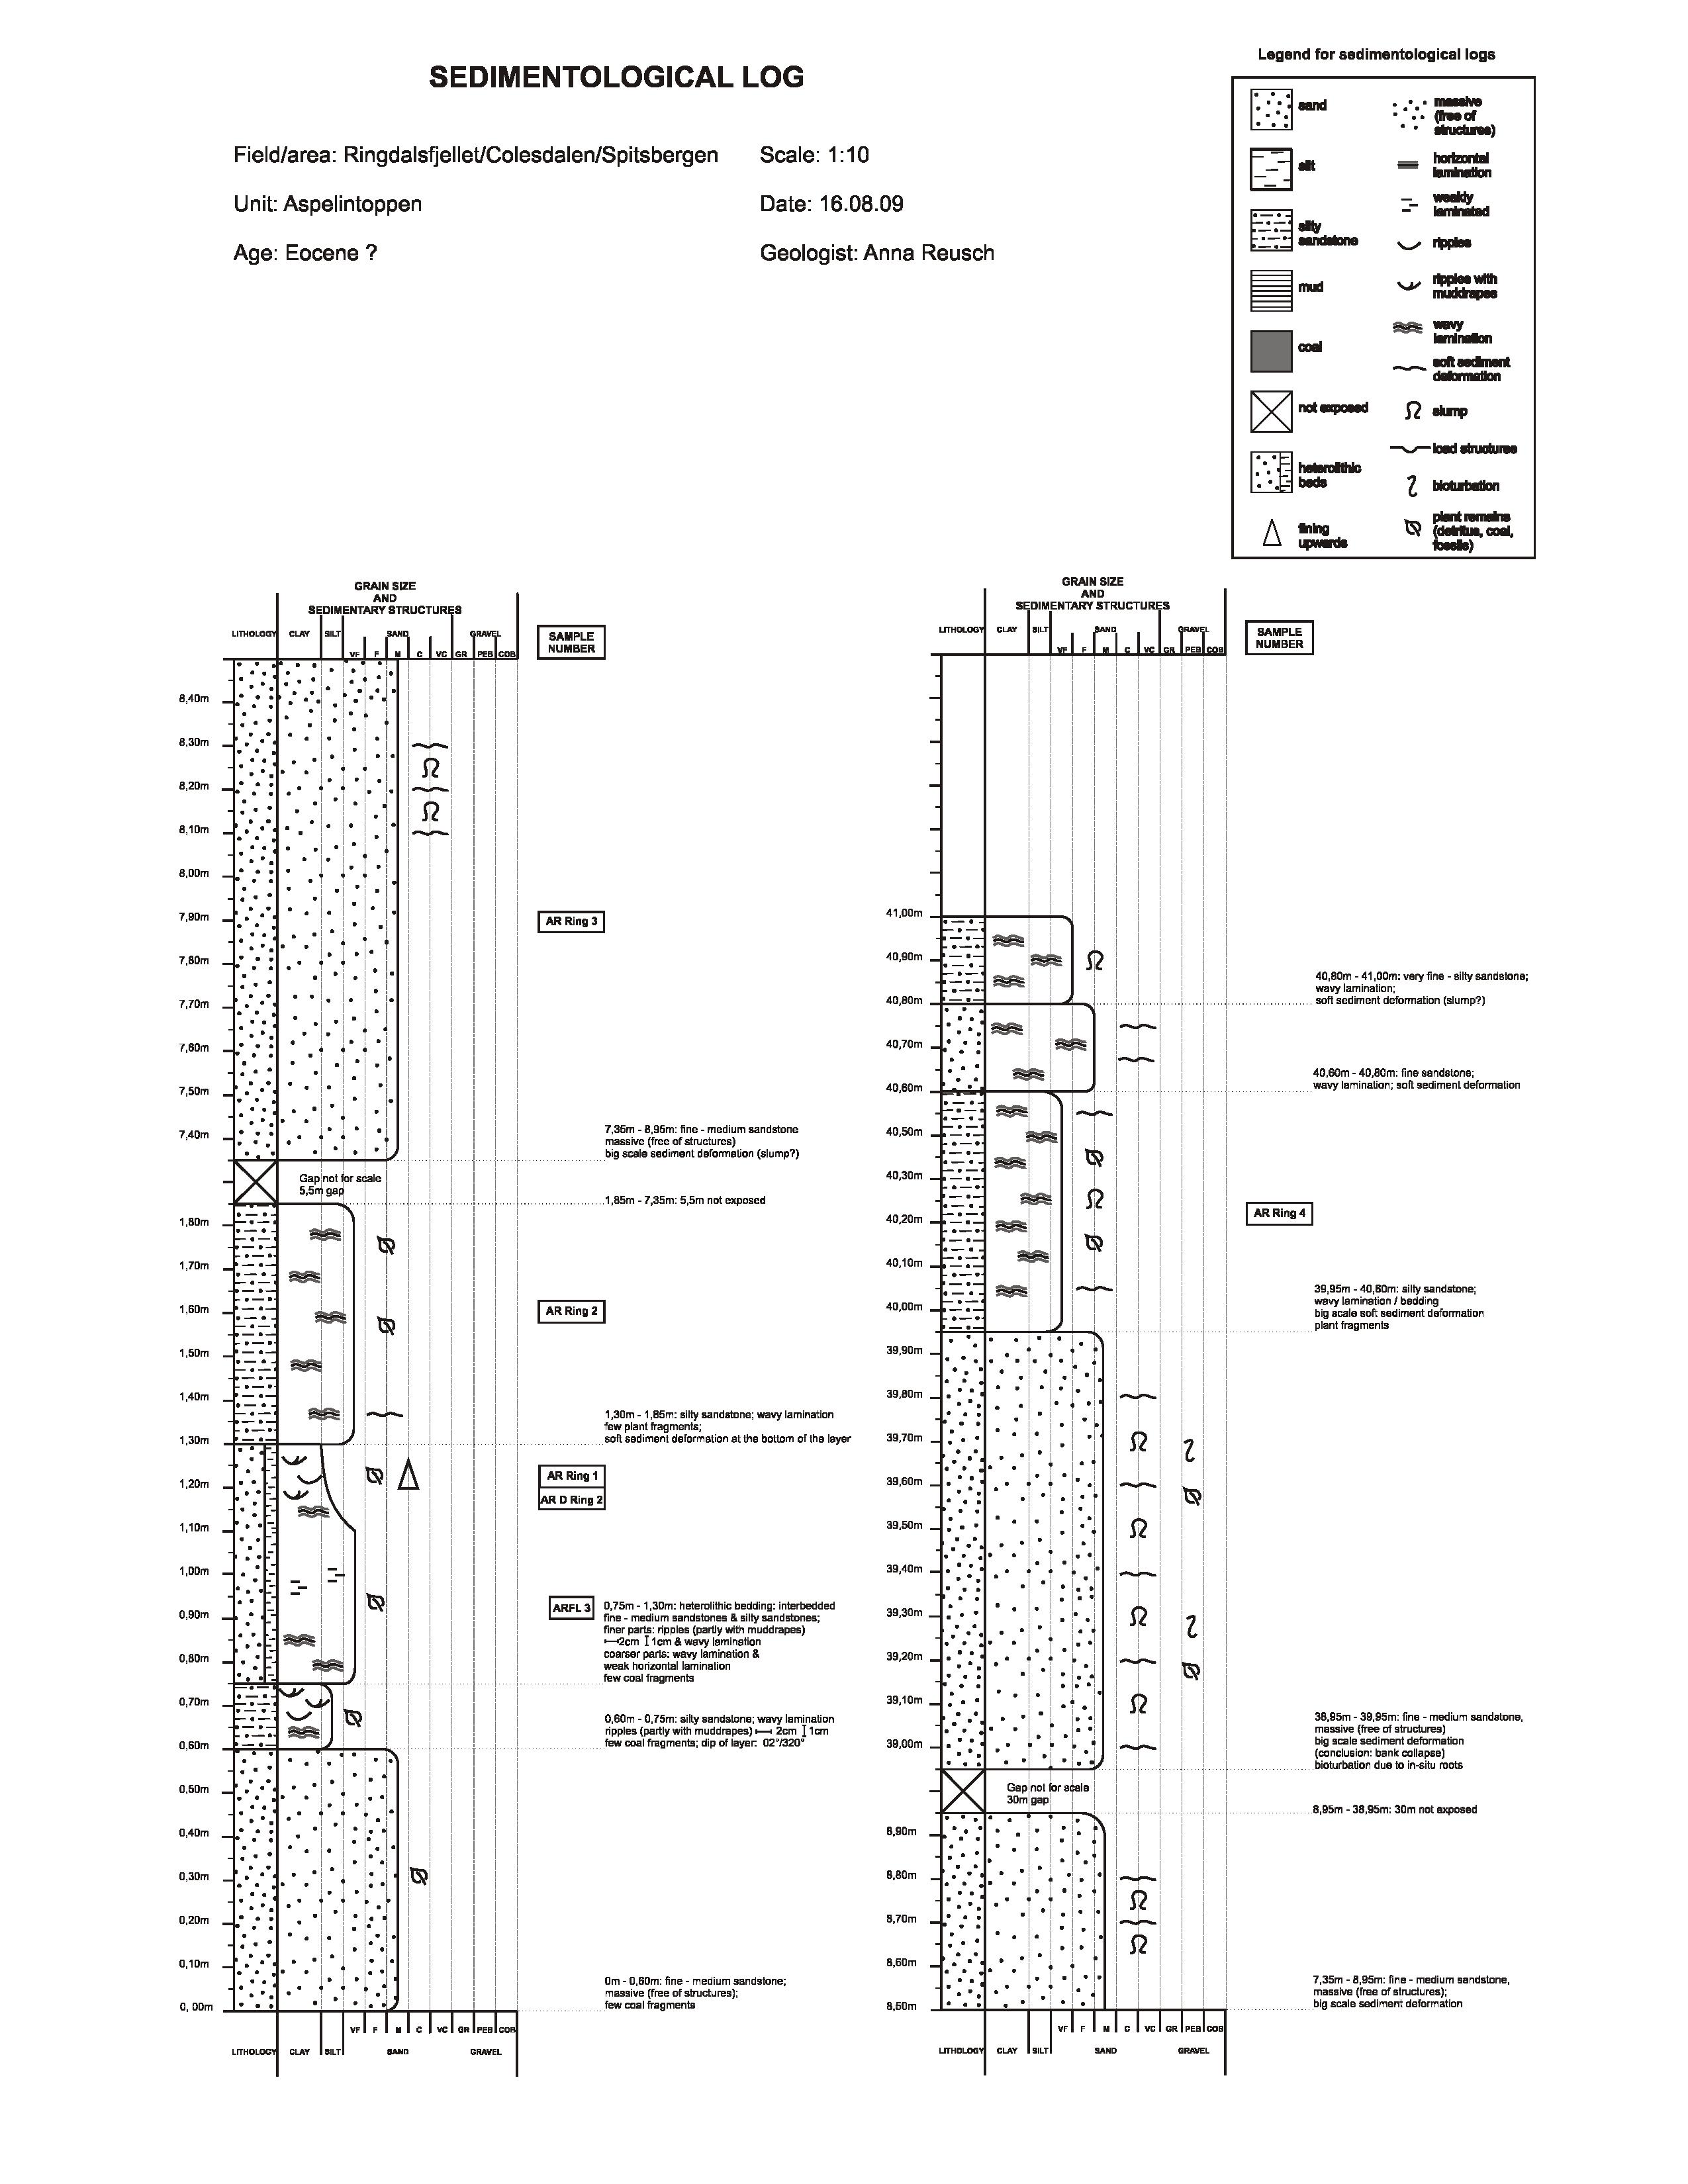 SEDIMENTOLOGICAL LOG
Field/area: Ringdalsfjellet/Colesdalen/Spitsbergen
Scale: 1:10
Unit: Aspelintoppen
Date: 16.08.09
Age: Eocene ?
Geologist: Anna Reusch
Legend for sedimentological logs
sand
silt
silty
sandstone
mud
coal
not exposed
heterolithic
beds
fining
upwards
massive
(free of
structures)
horizontal
lamination
weakly
laminated
ripples
ripples with
muddrapes
wavy
lamination
soft sediment
deformation
slump
load structures
bioturbation
plant remains
(detritus, coal,
fossils)
GRAIN SIZE
AND
SEDIMENTARY STRUCTURES
LITHOLOGY CLAY SILT SAND GRAVEL
VF F M C VC GR PEB COB
SAMPLE
NUMBER
8,40m
8,30m
8,20m
8,10m
8,00m
7,90m
AR Ring 3
7,80m
7,70m
7,60m
7,50m
7,40m
7,35m - 8,95m: fine - medium sandstone
massive (free of structures)
big scale sediment deformation (slump?)
Gap not for scale
5,5m gap
1,85m - 7,35m: 5,5m not exposed
1,80m
1,70m
1,60m
AR Ring 2
1,50m
1,40m
1,30m - 1,85m: silty sandstone; wavy lamination
few plant fragments;
soft sediment deformation at the bottom of the layer
1,30m
AR Ring 1
1,20m
AR D Ring 2
1,10m
1,00m
0,90m
ARFL 3
0,75m - 1,30m: heterolithic bedding: interbedded
fine - medium sandstones & silty sandstones;
finer parts: ripples (partly with muddrapes)
2cm 1cm & wavy lamination
coarser parts: wavy lamination &
weak horizontal lamination
few coal fragments
0,80m
0,70m
0,60m - 0,75m: silty sandstone; wavy lamination
ripples (partly with muddrapes) 2cm 1cm
few coal fragments; dip of layer: 02°/320°
0,60m
0,50m
0,40m
0,30m
0,20m
0,10m
0m - 0,60m: fine - medium sandstone;
massive (free of structures);
few coal fragments
0, 00m
VF F M C VC GR PEB COB
LITHOLOGY CLAY SILT SAND GRAVEL
GRAIN SIZE
AND
SEDIMENTARY STRUCTURES
LITHOLOGY CLAY SILT SAND GRAVEL
VF F M C VC GR PEB COB
SAMPLE
NUMBER
41,00m
40,90m
40,80m - 41,00m: very fine - silty sandstone;
wavy lamination;
soft sediment deformation (slump?)
40,80m
40,70m
40,60m - 40,80m: fine sandstone;
wavy lamination; soft sediment deformation
40,60m
40,50m
40,30m
40,20m
AR Ring 4
40,10m
40,00m
39,95m - 40,60m: silty sandstone;
wavy lamination / bedding
big scale soft sediment deformation
plant fragments
39,90m
39,80m
39,70m
39,60m
39,50m
39,40m
39,30m
39,20m
39,10m
39,00m
38,95m - 39,95m: fine - medium sandstone,
massive (free of structures)
big scale sediment deformation
(conclusion: bank collapse)
bioturbation due to in-situ roots
Gap not for scale
30m gap
8,95m - 38,95m: 30m not exposed
8,90m
8,80m
8,70m
8,60m
7,35m - 8,95m: fine - medium sandstone,
massive (free of structures);
big scale sediment deformation
8,50m
VF F M C VC GR PEB COB
LITHOLOGY CLAY SILT SAND GRAVEL